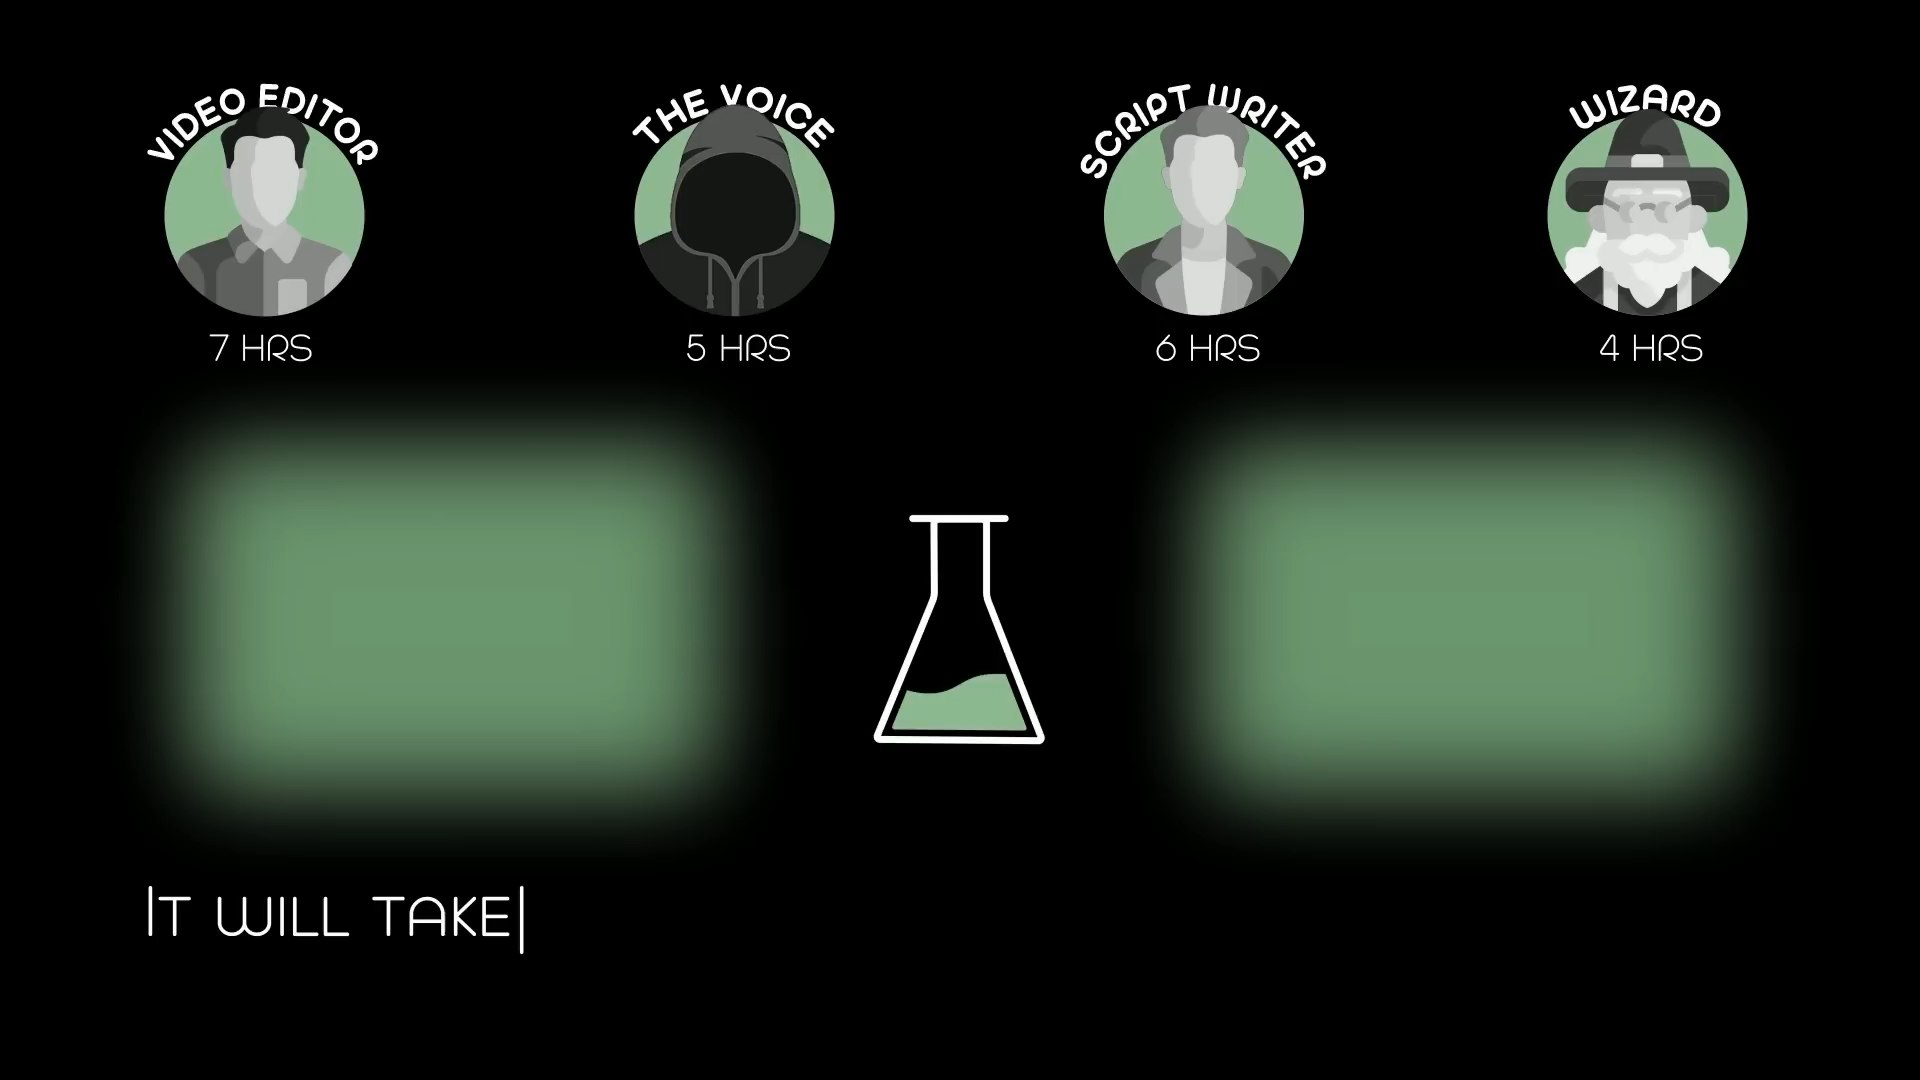 VIDEO EDITOR
THE VOICE
SCRIPT WRITER
WIZARD
7 HRS
5 HRS
6 HRS
4 HRS
IT WILL TAKE